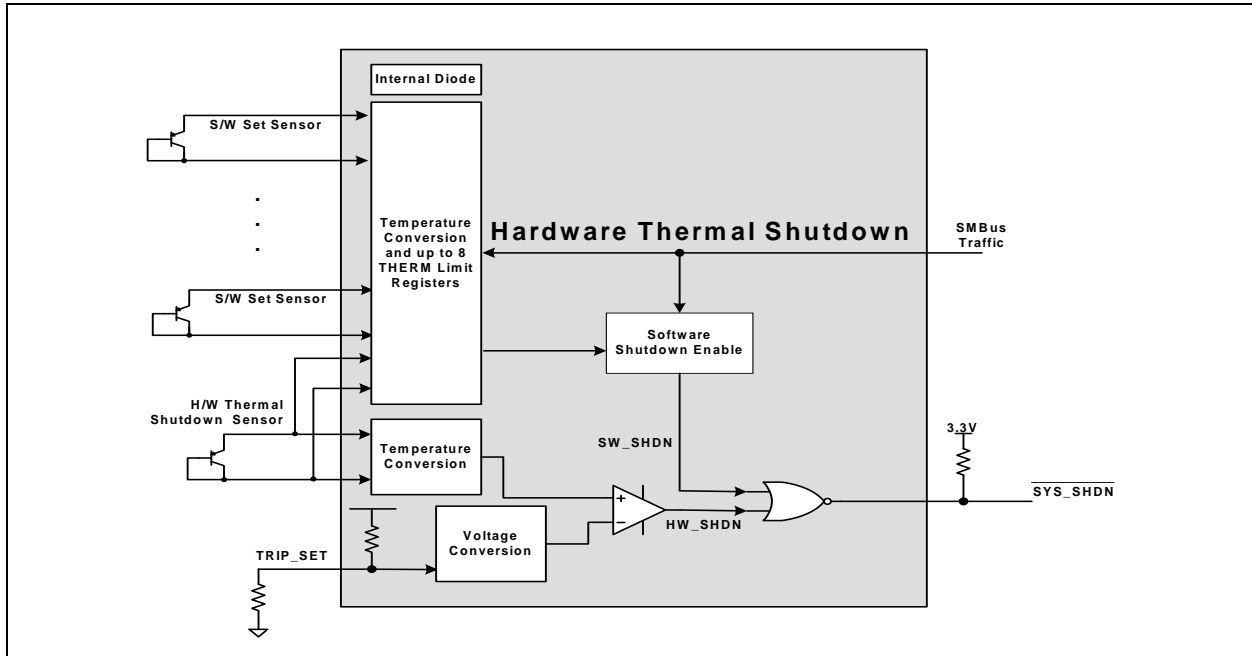 Internal Diode
S/W Set Sensor
Temperature
Conversion
and up to 8
THERM Limit
Registers
Hardware Thermal Shutdown
SMBus
Traffic
S/W Set Sensor
Software
Shutdown Enable
H/W Thermal
Shutdown Sensor
Temperature
Conversion
SW_SHDN
3.3V
+
−
HW_SHDN
SYS_SHDN
Voltage
Conversion
TRIP_SET